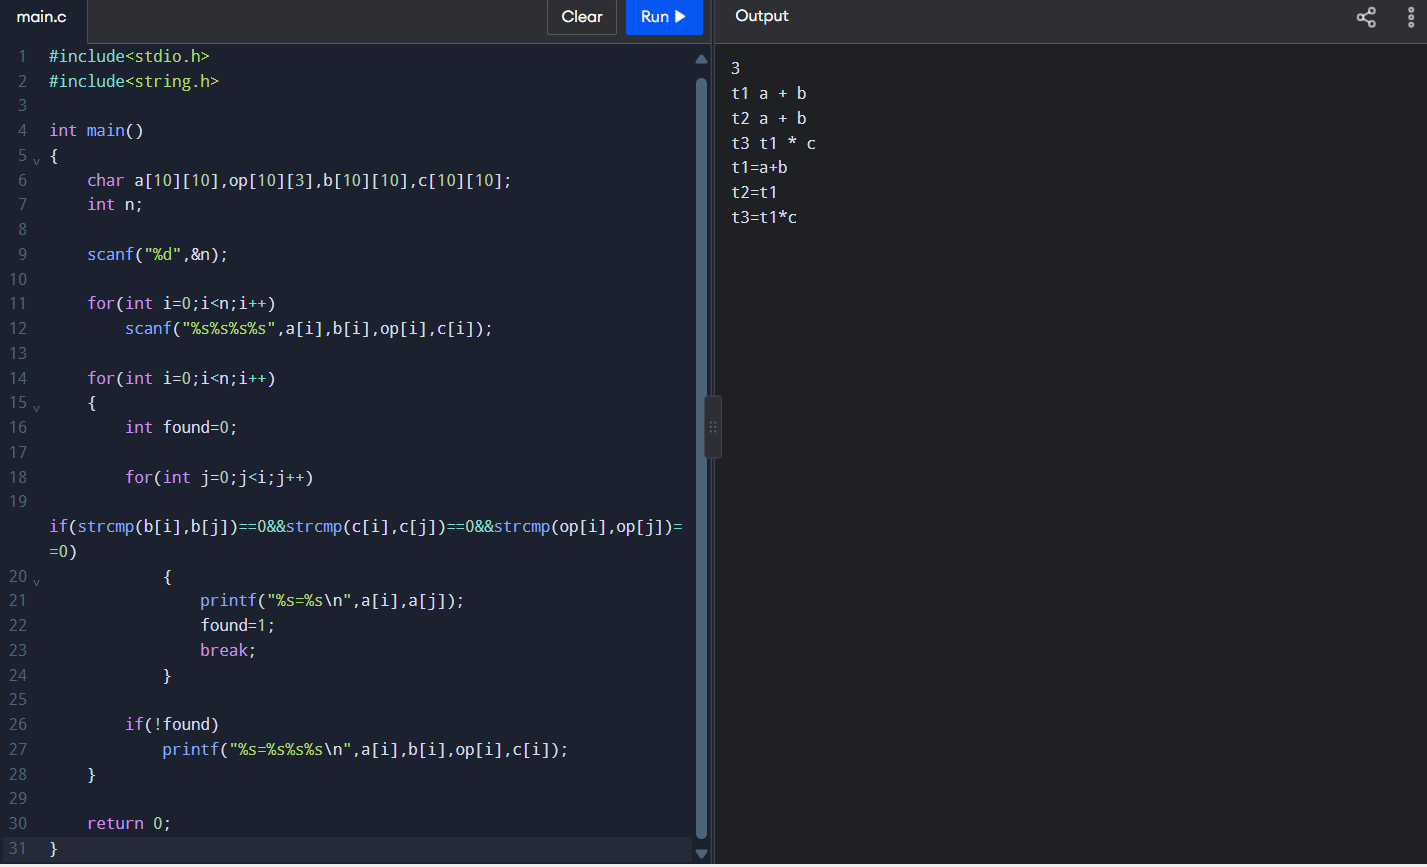 main.c
Clear
Run
Output
1 #include<stdio.h>
2 #include<string.h>
3
4 int main()
5 {
6 char a[10][10],op[10][3],b[10][10],c[10][10];
7 int n;
8
9 scanf("%d",&n);
10
11 for(int i=0;i<n;i++)
12 scanf("%s%s%s%s",a[i],b[i],op[i],c[i]);
13
14 for(int i=0;i<n;i++)
15 {
16 int found=0;
17
18 for(int j=0;j<i;j++)
19
if(strcmp(b[i],b[j])==0&&strcmp(c[i],c[j])==0&&strcmp(op[i],op[j])=
=0)
20 {
21 printf("%s=%s\n",a[i],a[j]);
22 found=1;
23 break;
24 }
25
26 if(!found)
27 printf("%s=%s%s%s\n",a[i],b[i],op[i],c[i]);
28 }
29
30 return 0;
31 }
3
t1 a + b
t2 a + b
t3 t1 * c
t1=a+b
t2=t1
t3=t1*c